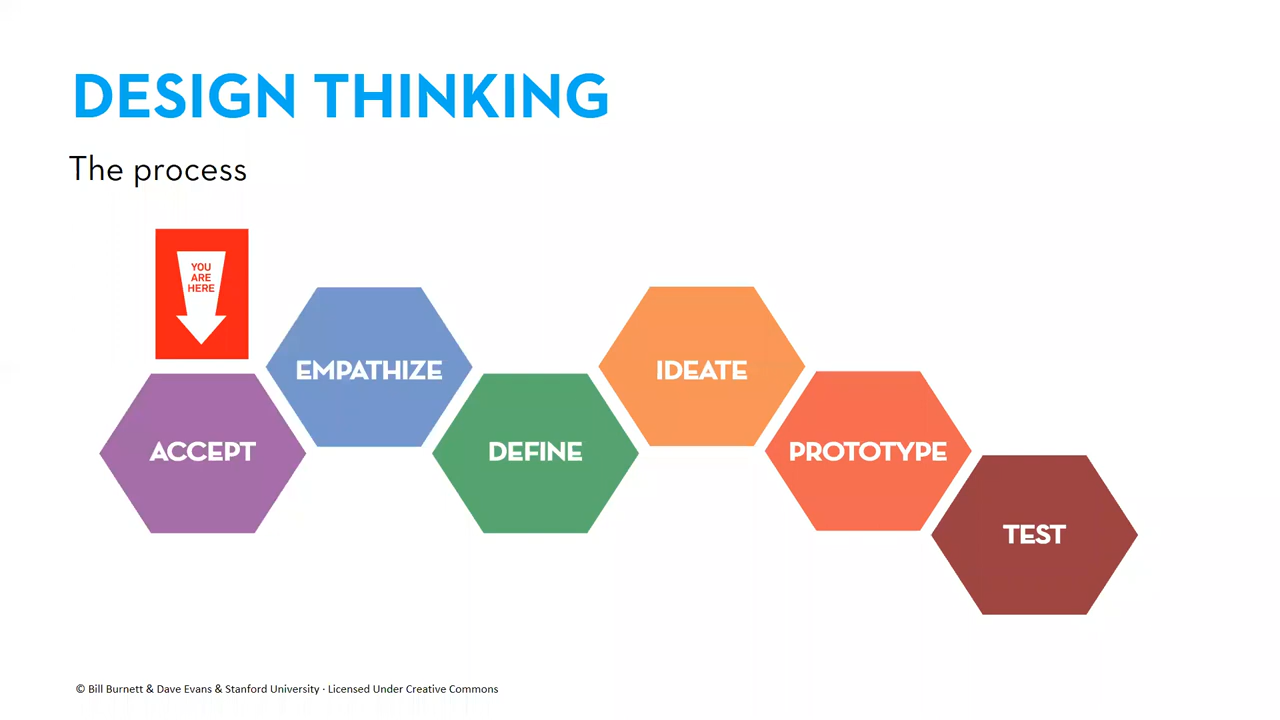 DESIGN THINKING
The process
YOU
ARE
HERE
EMPATHIZE
IDEATE
ACCEPT
DEFINE
PROTOTYPE
TEST
© Bill Burnett & Dave Evans & Stanford University · Licensed Under Creative Commons